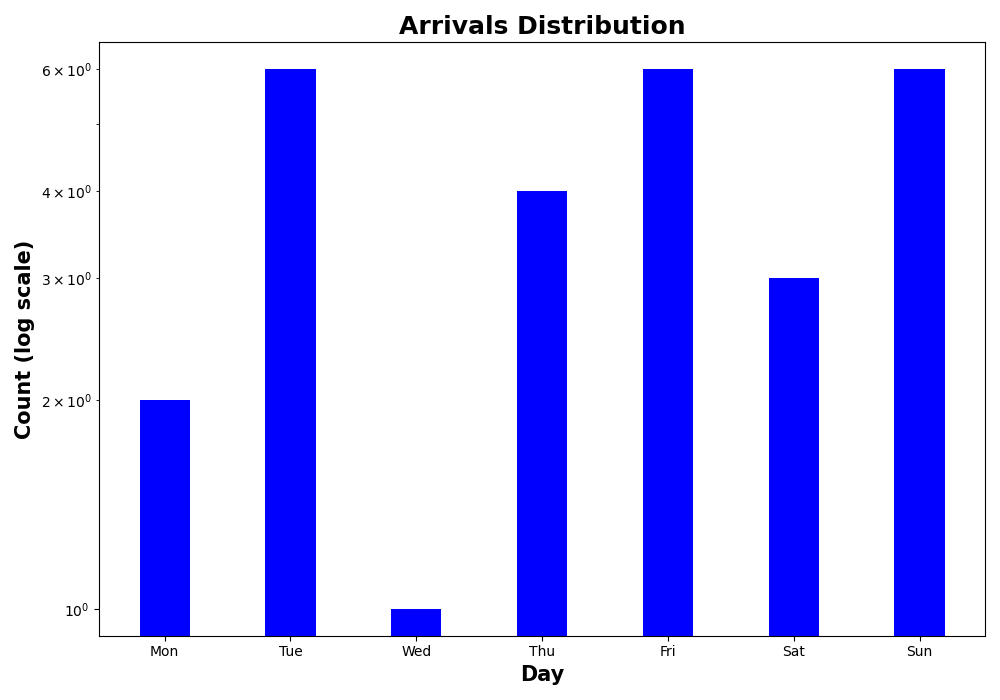 Arrivals Distribution
6 × 10⁰
4 × 10⁰
3 × 10⁰
2 × 10⁰
10⁰
Count (log scale)
Mon Tue Wed Thu Fri Sat Sun
Day